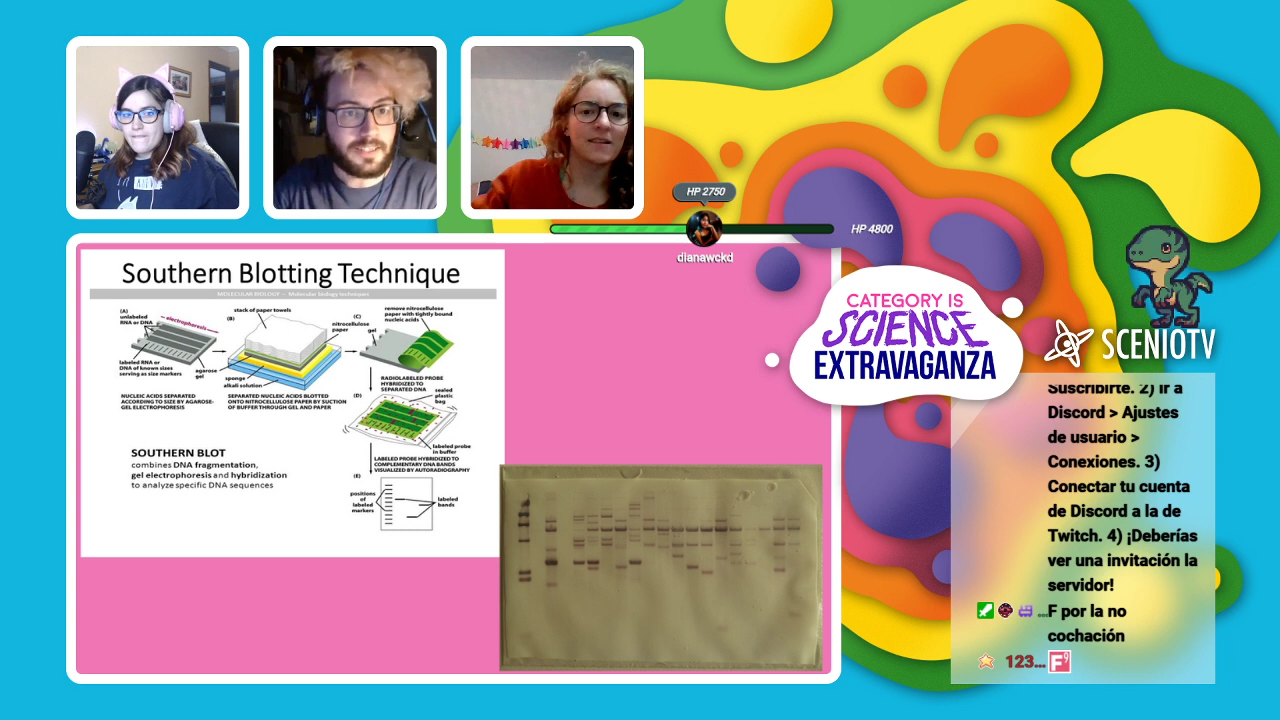 HP 2750
HP 4800
dianawckd
Southern Blotting Technique
MOLECULAR BIOLOGY – Molecular biology techniques
(A)
unlabeled
RNA or DNA
electrophoresis
labeled RNA or
DNA of known sizes
serving as size markers
agarose
gel
NUCLEIC ACIDS SEPARATED
ACCORDING TO SIZE BY AGAROSE-
GEL ELECTROPHORESIS
(B)
stack of paper towels
nitrocellulose
paper
sponge
alkali solution
SEPARATED NUCLEIC ACIDS BLOTTED
ONTO NITROCELLULOSE PAPER BY SUCTION
OF BUFFER THROUGH GEL AND PAPER
(C)
remove nitrocellulose
paper with tightly bound
nucleic acids
gel
RADIOLABELED PROBE
HYBRIDIZED TO
SEPARATED DNA
(D)
sealed
plastic
bag
labeled probe
in buffer
LABELED PROBE HYBRIDIZED TO
COMPLEMENTARY DNA BANDS
VISUALIZED BY AUTORADIOGRAPHY
(E)
positions
of
labeled
markers
labeled
bands
SOUTHERN BLOT
combines DNA fragmentation,
gel electrophoresis and hybridization
to analyze specific DNA sequences
CATEGORY IS
SCIENCE
EXTRAVAGANZA
SCENIOTV
Suscribirte. 2) Ir a
Discord > Ajustes
de usuario >
Conexiones. 3)
Conectar tu cuenta
de Discord a la de
Twitch. 4) ¡Deberías
ver una invitación la
servidor!
...F por la no
cochación
123... F